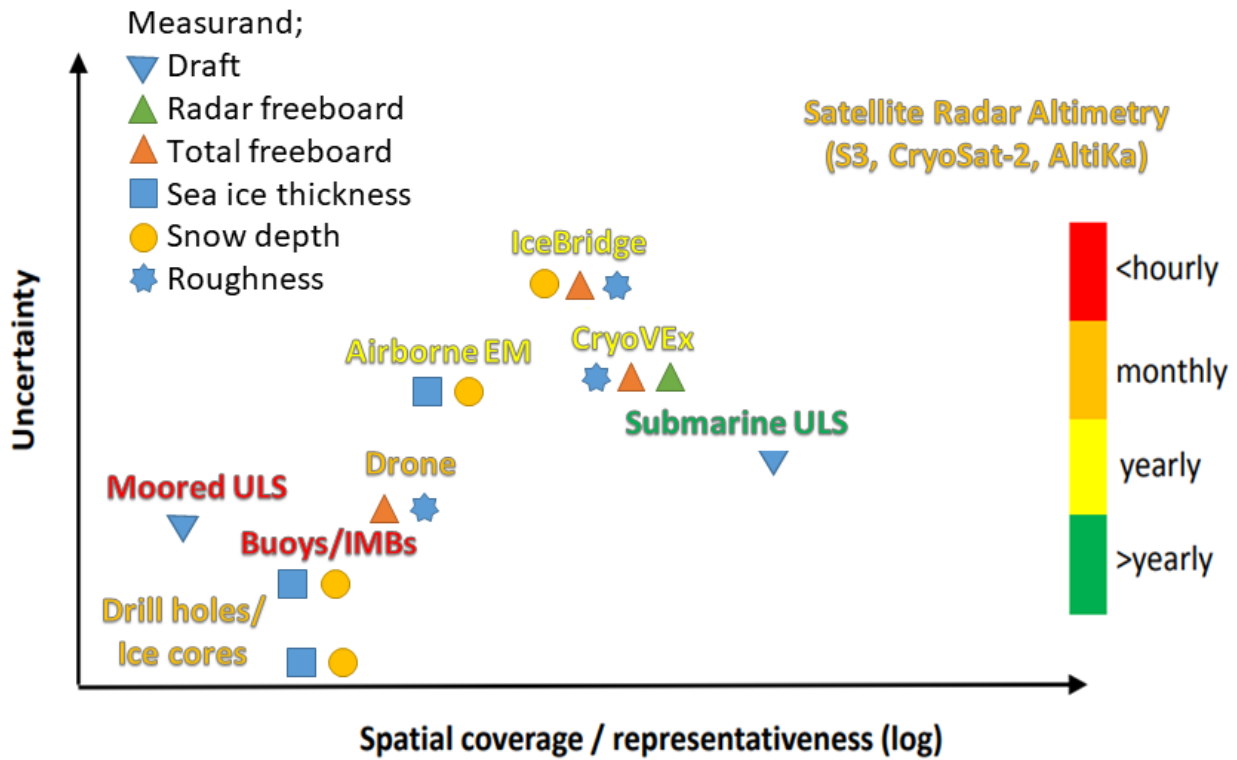 Measurand;
Draft
Radar freeboard
Total freeboard
Sea ice thickness
Snow depth
Roughness
Satellite Radar Altimetry
(S3, CryoSat-2, AltiKa)
IceBridge
CryoVEx
Airborne EM
Submarine ULS
Drone
Moored ULS
Buoys/IMBs
Drill holes/
Ice cores
<hourly
monthly
yearly
>yearly
Uncertainty
Spatial coverage / representativeness (log)